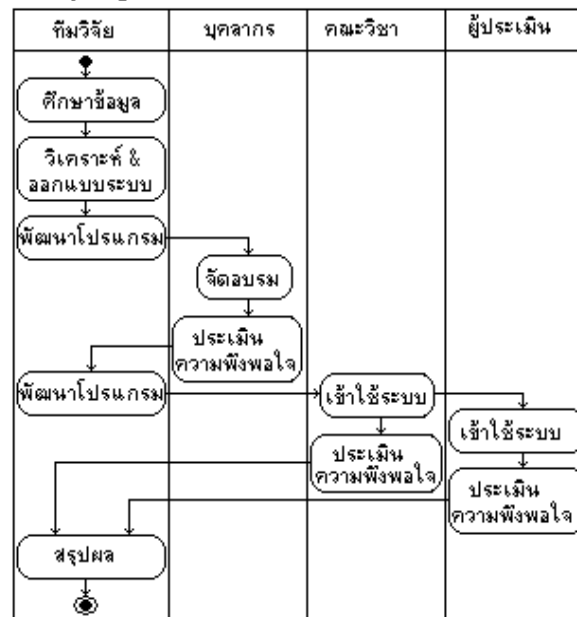 ทีมวิจัย
บุคลากร
คณะวิชา
ผู้ประเมิน
ศึกษาข้อมูล
วิเคราะห์ &
ออกแบบระบบ
พัฒนาโปรแกรม
จัดอบรม
ประเมิน
ความพึงพอใจ
พัฒนาโปรแกรม
เข้าใช้ระบบ
เข้าใช้ระบบ
ประเมิน
ความพึงพอใจ
ประเมิน
ความพึงพอใจ
สรุปผล